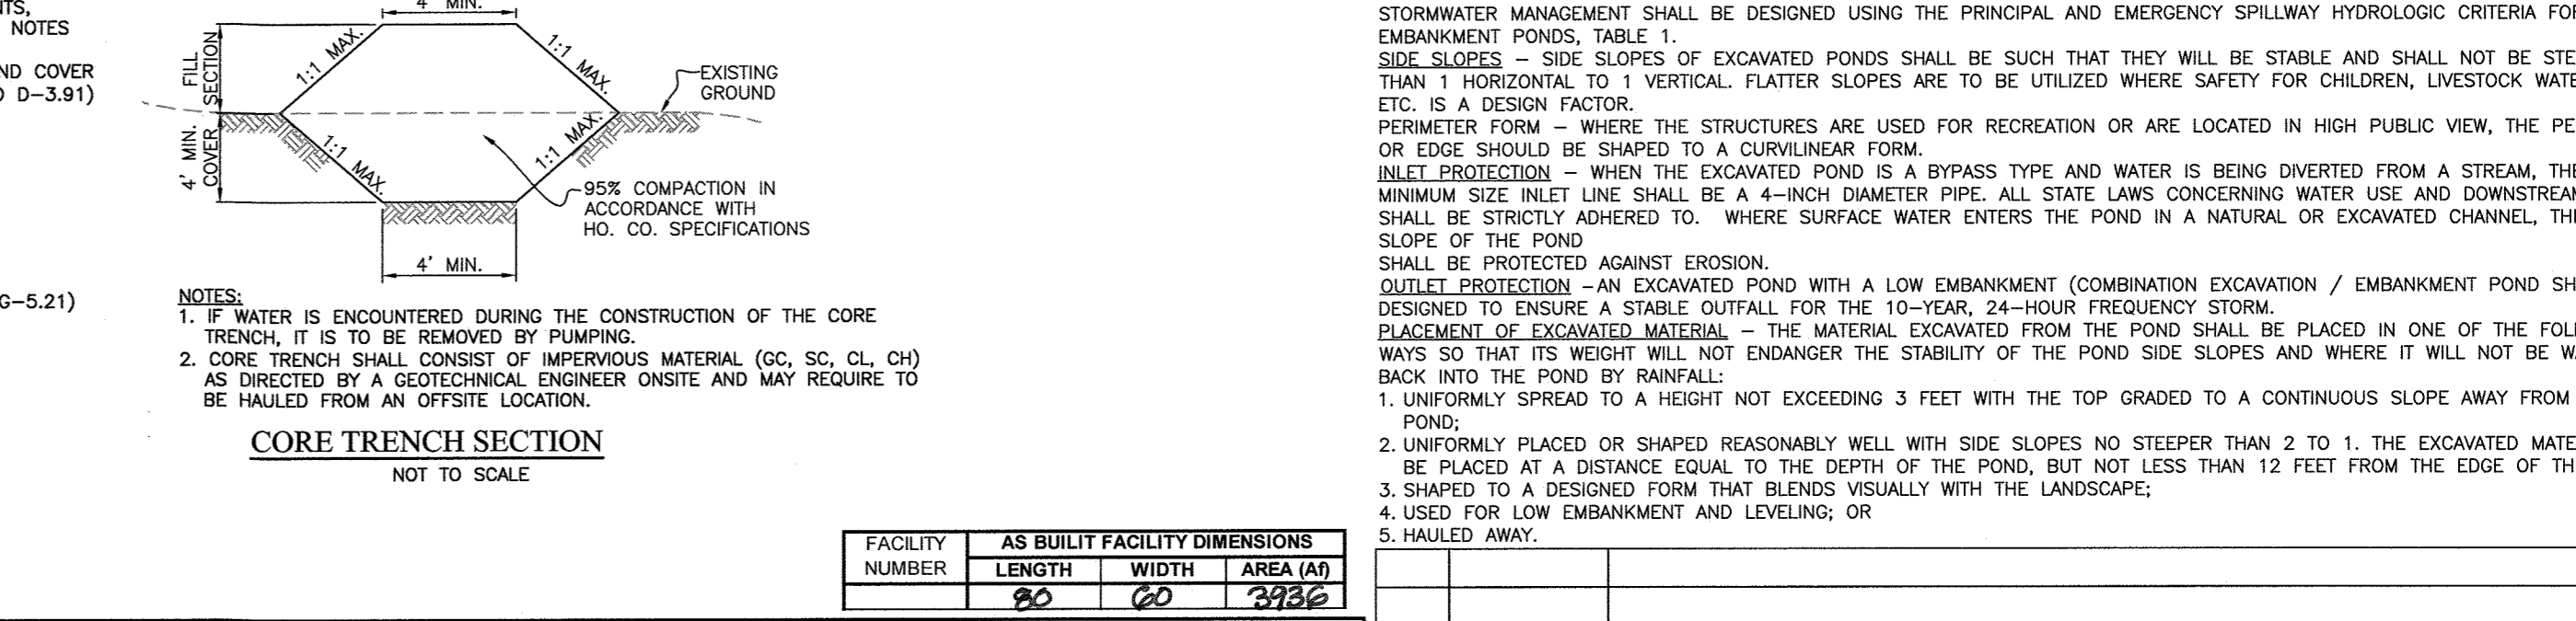 TS,
NOTES
ND COVER
D D-3.91)
G-5.21)
4' MIN.
FILL
SECTION
1:1 MAX.
1:1 MAX.
EXISTING
GROUND
4' MIN.
COVER
1:1 MAX.
1:1 MAX.
95% COMPACTION IN
ACCORDANCE WITH
HO. CO. SPECIFICATIONS
4' MIN.
NOTES:
1. IF WATER IS ENCOUNTERED DURING THE CONSTRUCTION OF THE CORE
TRENCH, IT IS TO BE REMOVED BY PUMPING.
2. CORE TRENCH SHALL CONSIST OF IMPERVIOUS MATERIAL (GC, SC, CL, CH)
AS DIRECTED BY A GEOTECHNICAL ENGINEER ONSITE AND MAY REQUIRE TO
BE HAULED FROM AN OFFSITE LOCATION.
CORE TRENCH SECTION
NOT TO SCALE
FACILITY NUMBER
AS BUILIT FACILITY DIMENSIONS
LENGTH WIDTH AREA (Af)
80 60 3936
STORMWATER MANAGEMENT SHALL BE DESIGNED USING THE PRINCIPAL AND EMERGENCY SPILLWAY HYDROLOGIC CRITERIA FOR
EMBANKMENT PONDS, TABLE 1.
SIDE SLOPES – SIDE SLOPES OF EXCAVATED PONDS SHALL BE SUCH THAT THEY WILL BE STABLE AND SHALL NOT BE STE
THAN 1 HORIZONTAL TO 1 VERTICAL. FLATTER SLOPES ARE TO BE UTILIZED WHERE SAFETY FOR CHILDREN, LIVESTOCK WATE
ETC. IS A DESIGN FACTOR.
PERIMETER FORM – WHERE THE STRUCTURES ARE USED FOR RECREATION OR ARE LOCATED IN HIGH PUBLIC VIEW, THE PE
OR EDGE SHOULD BE SHAPED TO A CURVILINEAR FORM.
INLET PROTECTION – WHEN THE EXCAVATED POND IS A BYPASS TYPE AND WATER IS BEING DIVERTED FROM A STREAM, THE
MINIMUM SIZE INLET LINE SHALL BE A 4-INCH DIAMETER PIPE. ALL STATE LAWS CONCERNING WATER USE AND DOWNSTREAM
SHALL BE STRICTLY ADHERED TO. WHERE SURFACE WATER ENTERS THE POND IN A NATURAL OR EXCAVATED CHANNEL, THE
SLOPE OF THE POND
SHALL BE PROTECTED AGAINST EROSION.
OUTLET PROTECTION –AN EXCAVATED POND WITH A LOW EMBANKMENT (COMBINATION EXCAVATION / EMBANKMENT POND SH
DESIGNED TO ENSURE A STABLE OUTFALL FOR THE 10-YEAR, 24-HOUR FREQUENCY STORM.
PLACEMENT OF EXCAVATED MATERIAL – THE MATERIAL EXCAVATED FROM THE POND SHALL BE PLACED IN ONE OF THE FOL
WAYS SO THAT ITS WEIGHT WILL NOT ENDANGER THE STABILITY OF THE POND SIDE SLOPES AND WHERE IT WILL NOT BE WA
BACK INTO THE POND BY RAINFALL:
1. UNIFORMLY SPREAD TO A HEIGHT NOT EXCEEDING 3 FEET WITH THE TOP GRADED TO A CONTINUOUS SLOPE AWAY FROM
POND;
2. UNIFORMLY PLACED OR SHAPED REASONABLY WELL WITH SIDE SLOPES NO STEEPER THAN 2 TO 1. THE EXCAVATED MATE
BE PLACED AT A DISTANCE EQUAL TO THE DEPTH OF THE POND, BUT NOT LESS THAN 12 FEET FROM THE EDGE OF TH
3. SHAPED TO A DESIGNED FORM THAT BLENDS VISUALLY WITH THE LANDSCAPE;
4. USED FOR LOW EMBANKMENT AND LEVELING; OR
5. HAULED AWAY.